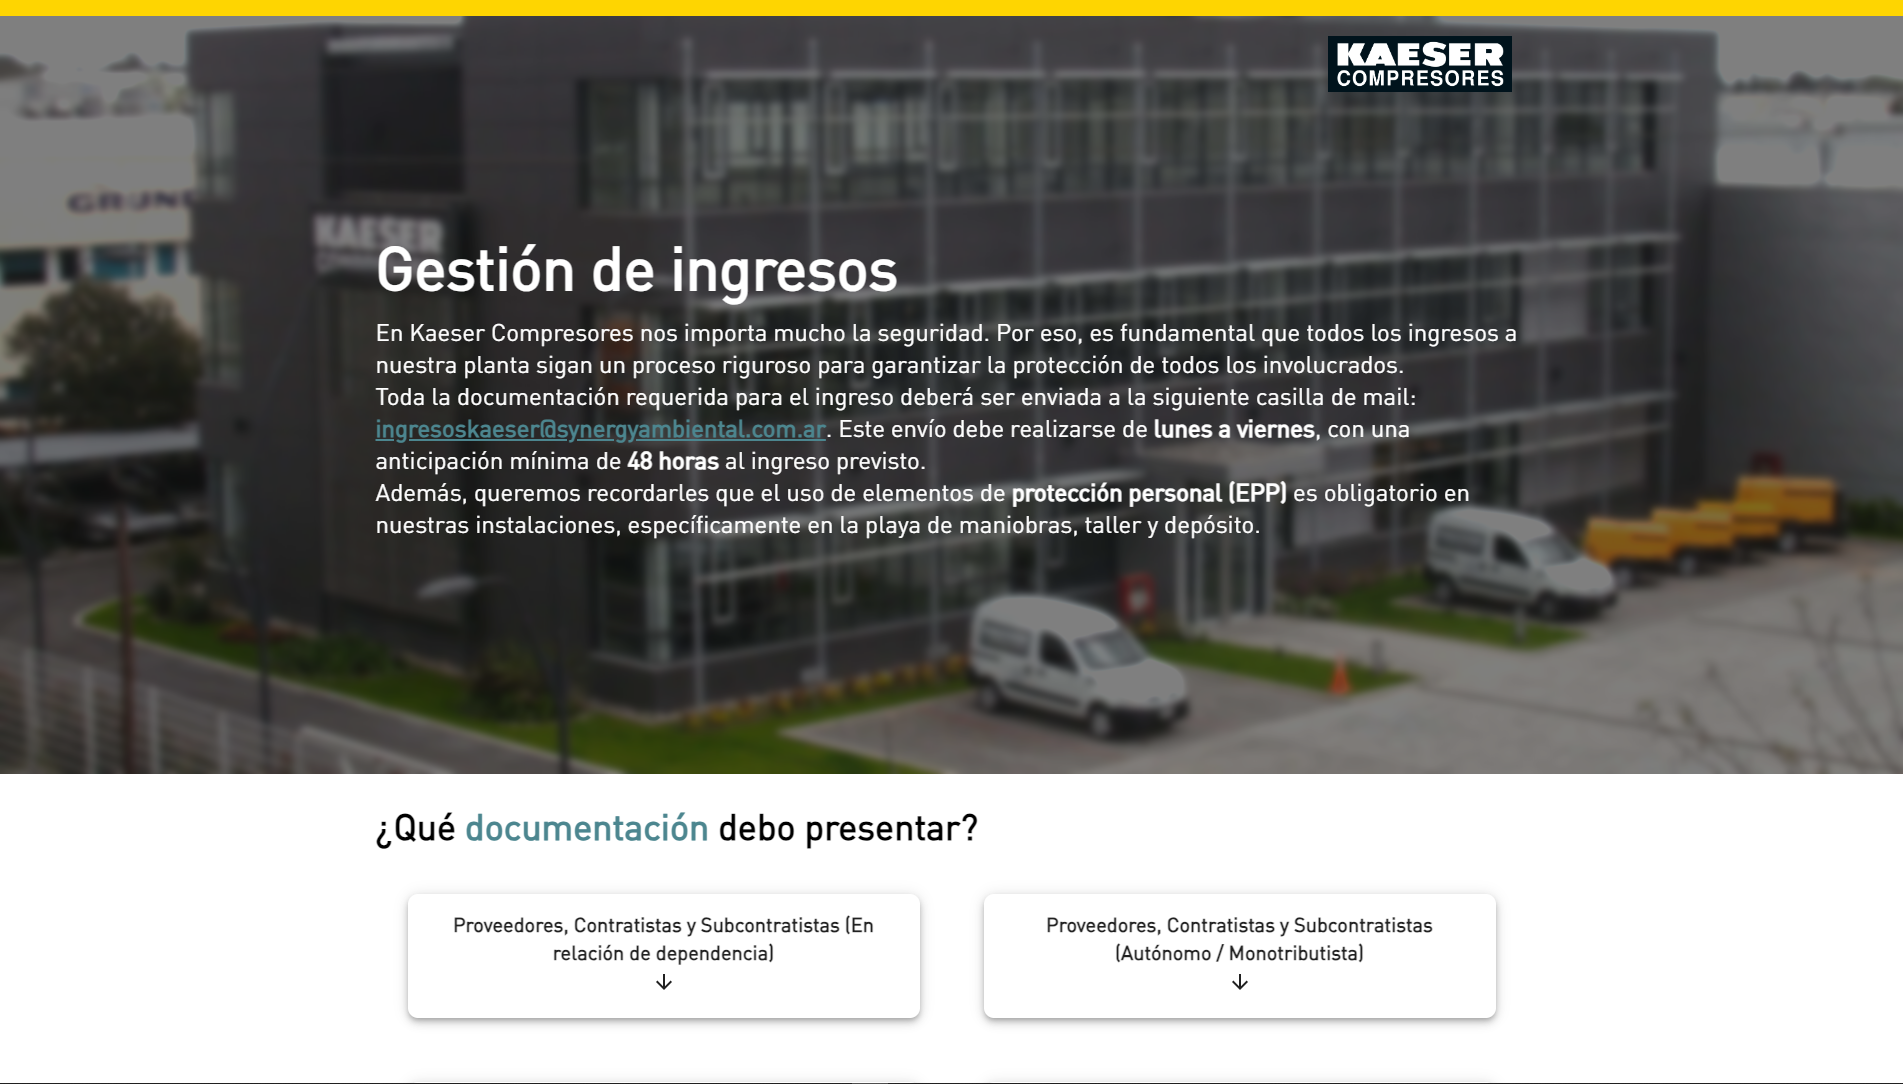 KAESER
COMPRESORES
KAESER
Gestión de ingresos
En Kaeser Compresores nos importa mucho la seguridad. Por eso, es fundamental que todos los ingresos a
nuestra planta sigan un proceso riguroso para garantizar la protección de todos los involucrados.
Toda la documentación requerida para el ingreso deberá ser enviada a la siguiente casilla de mail:
ingresoskaeser@synergyambiental.com.ar. Este envío debe realizarse de lunes a viernes, con una
anticipación mínima de 48 horas al ingreso previsto.
Además, queremos recordarles que el uso de elementos de protección personal (EPP) es obligatorio en
nuestras instalaciones, específicamente en la playa de maniobras, taller y depósito.
¿Qué documentación debo presentar?
Proveedores, Contratistas y Subcontratistas (En
relación de dependencia)
Proveedores, Contratistas y Subcontratistas
(Autónomo / Monotributista)